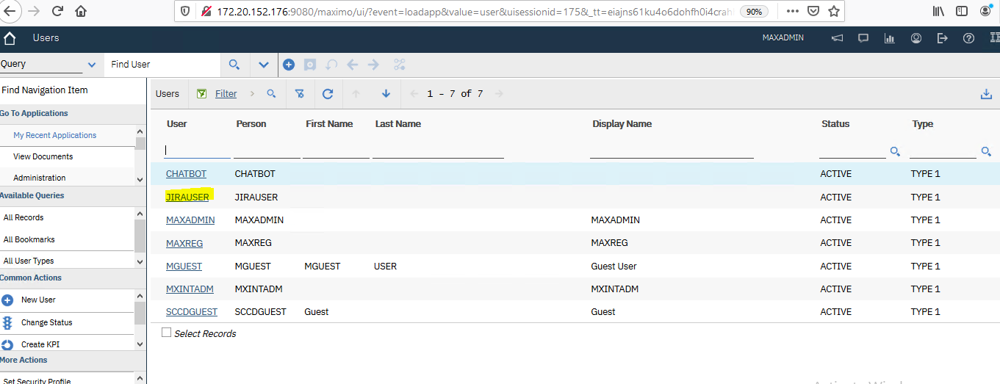 172.20.152.176:9080/maximo/ui/?event=loadapp&value=user&uisessionid=175&_tt=eiajns61ku4o6dohfh0i4crah 90%
Users MAXADMIN
Query Find User
Find Navigation Item
Go To Applications
My Recent Applications
View Documents
Administration
Available Queries
All Records
All Bookmarks
All User Types
Common Actions
New User
Change Status
Create KPI
More Actions
Set Security Profile
Users Filter 1 - 7 of 7
User Person First Name Last Name Display Name Status Type
CHATBOT CHATBOT ACTIVE TYPE 1
JIRAUSER JIRAUSER ACTIVE TYPE 1
MAXADMIN MAXADMIN MAXADMIN ACTIVE TYPE 1
MAXREG MAXREG MAXREG ACTIVE TYPE 1
MGUEST MGUEST MGUEST USER Guest User ACTIVE TYPE 1
MXINTADM MXINTADM MXINTADM ACTIVE TYPE 1
SCCDGUEST SCCDGUEST Guest Guest ACTIVE TYPE 1
Select Records